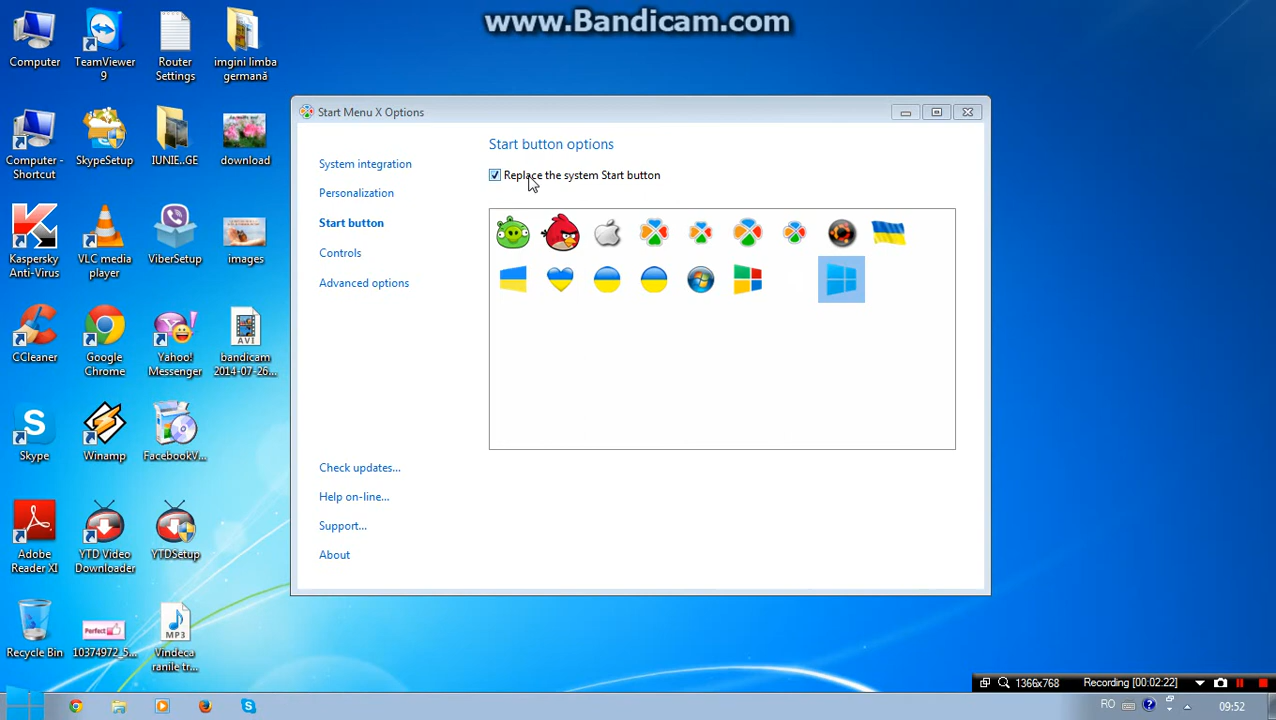 www.Bandicam.com
Computer
TeamViewer
9
Router
Settings
imgini limba
germană
Computer -
Shortcut
SkypeSetup
IUNIE..GE
download
Kaspersky
Anti-Virus
VLC media
player
ViberSetup
images
CCleaner
Google
Chrome
Yahoo!
Messenger
AVI
bandicam
2014-07-26...
Skype
Winamp
FacebookV...
Adobe
Reader XI
YTD Video
Downloader
YTDSetup
Recycle Bin
Perfect
10374972_5...
MP3
Vindeca
ranile tr...
Start Menu X Options
System integration
Personalization
Start button
Controls
Advanced options
Check updates...
Help on-line...
Support...
About
Start button options
Replace the system Start button
1366x768
Recording [00:02:22]
RO
09:52